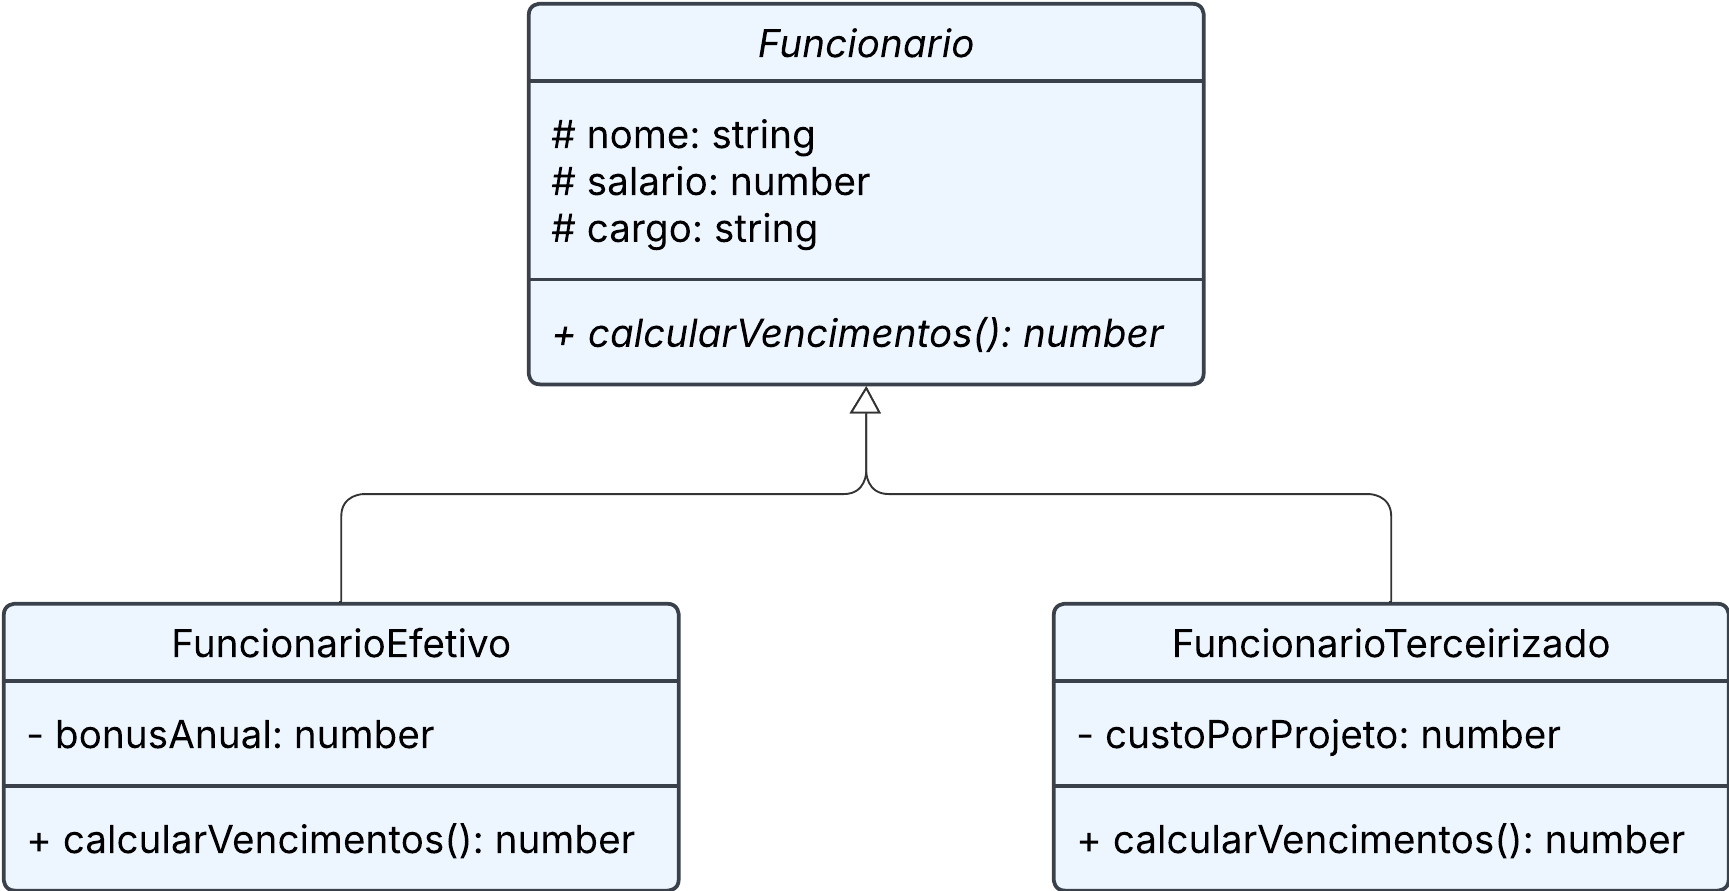 Funcionario
# nome: string
# salario: number
# cargo: string
+ calcularVencimentos(): number
FuncionarioEfetivo
- bonusAnual: number
+ calcularVencimentos(): number
FuncionarioTerceirizado
- custoPorProjeto: number
+ calcularVencimentos(): number